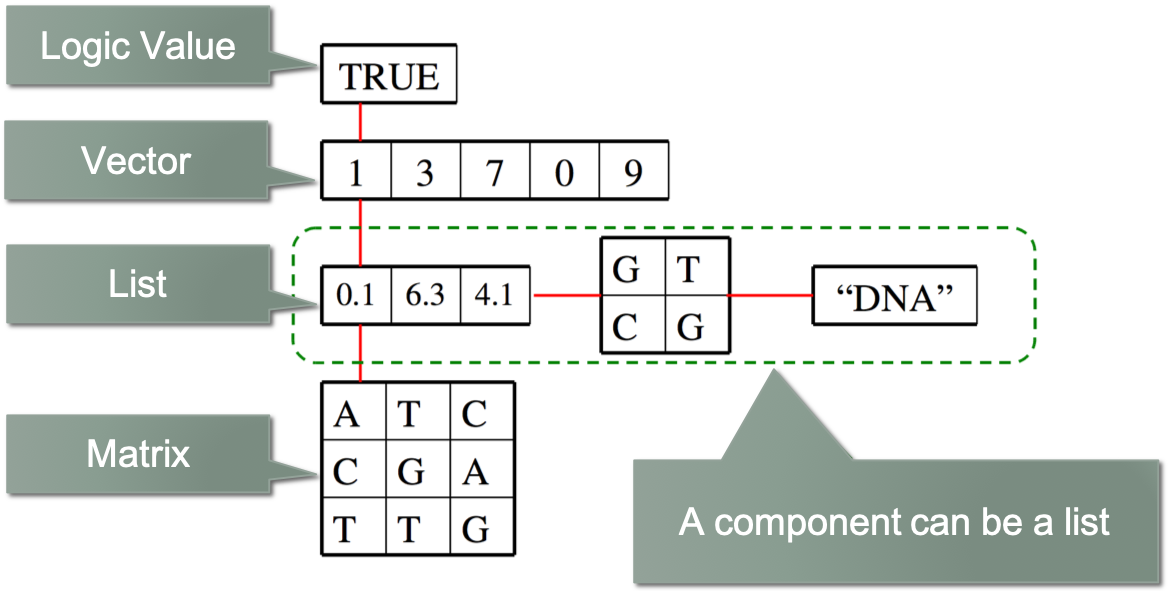 Logic Value
TRUE
Vector
1 3 7 0 9
List
0.1 6.3 4.1
G T
C G
“DNA”
Matrix
A T C
C G A
T T G
A component can be a list